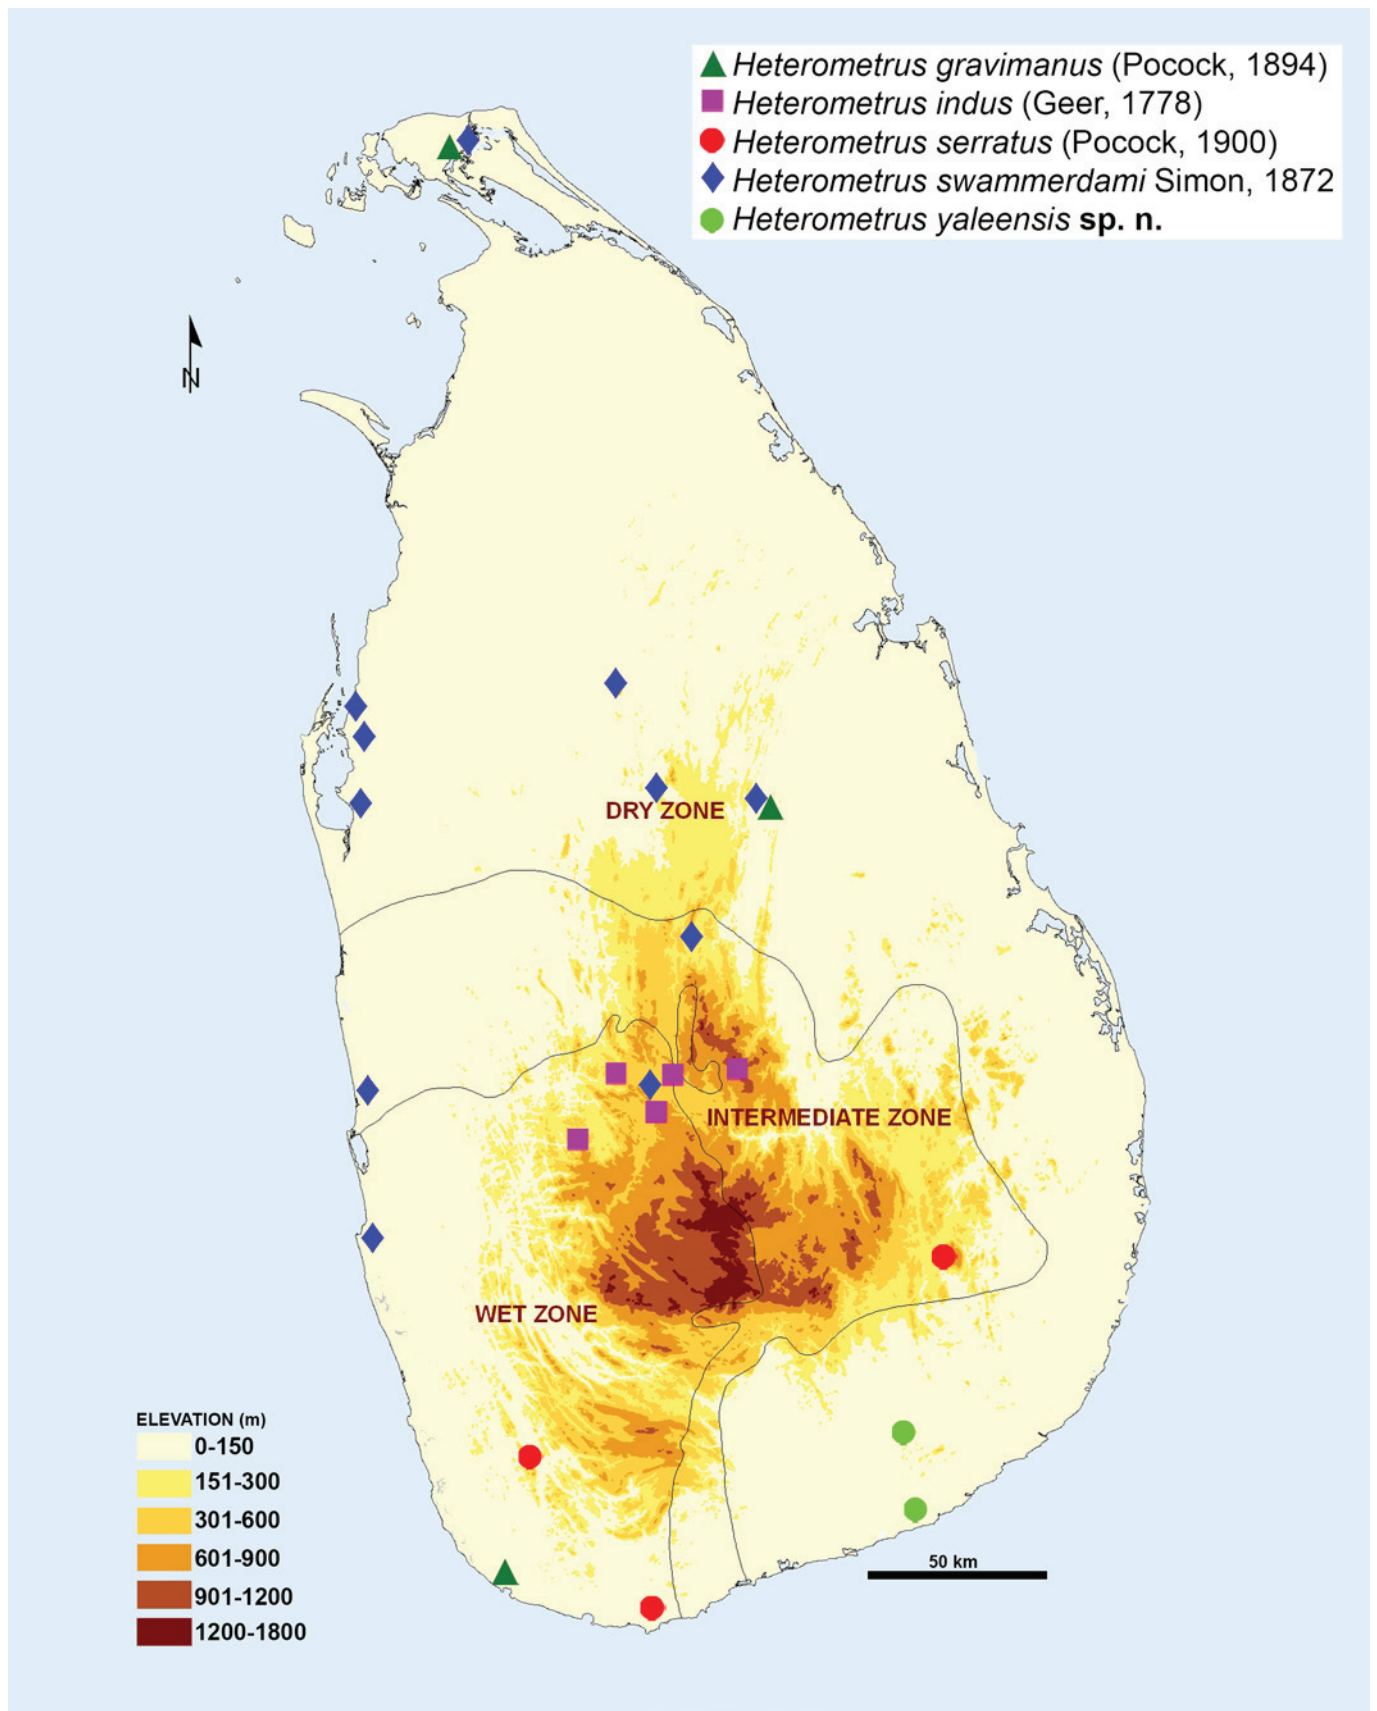 Heterometrus gravimanus (Pocock, 1894)
Heterometrus indus (Geer, 1778)
Heterometrus serratus (Pocock, 1900)
Heterometrus swammerdami Simon, 1872
Heterometrus yaleensis sp. n.
N
DRY ZONE
INTERMEDIATE ZONE
WET ZONE
ELEVATION (m)
0-150
151-300
301-600
601-900
901-1200
1200-1800
50 km